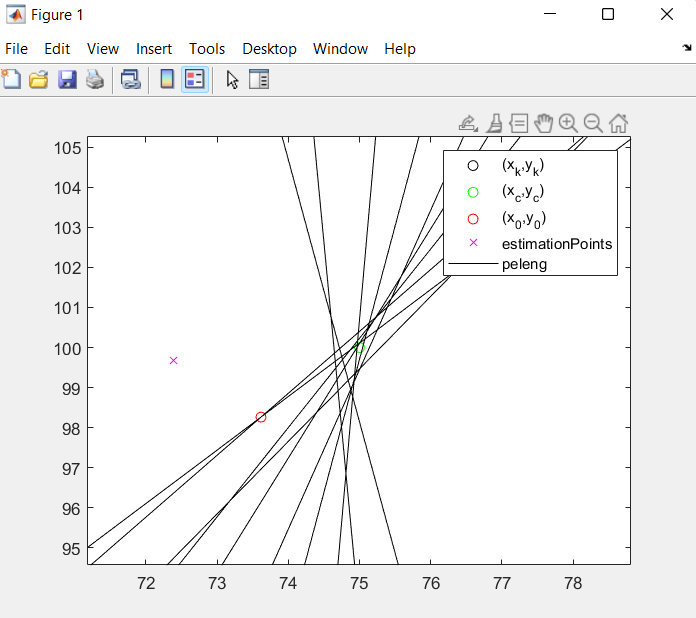 Figure 1
File Edit View Insert Tools Desktop Window Help
105
104
103
102
101
100
99
98
97
96
95
72 73 74 75 76 77 78
(xk,yk)
(xc,yc)
(x0,y0)
estimationPoints
peleng